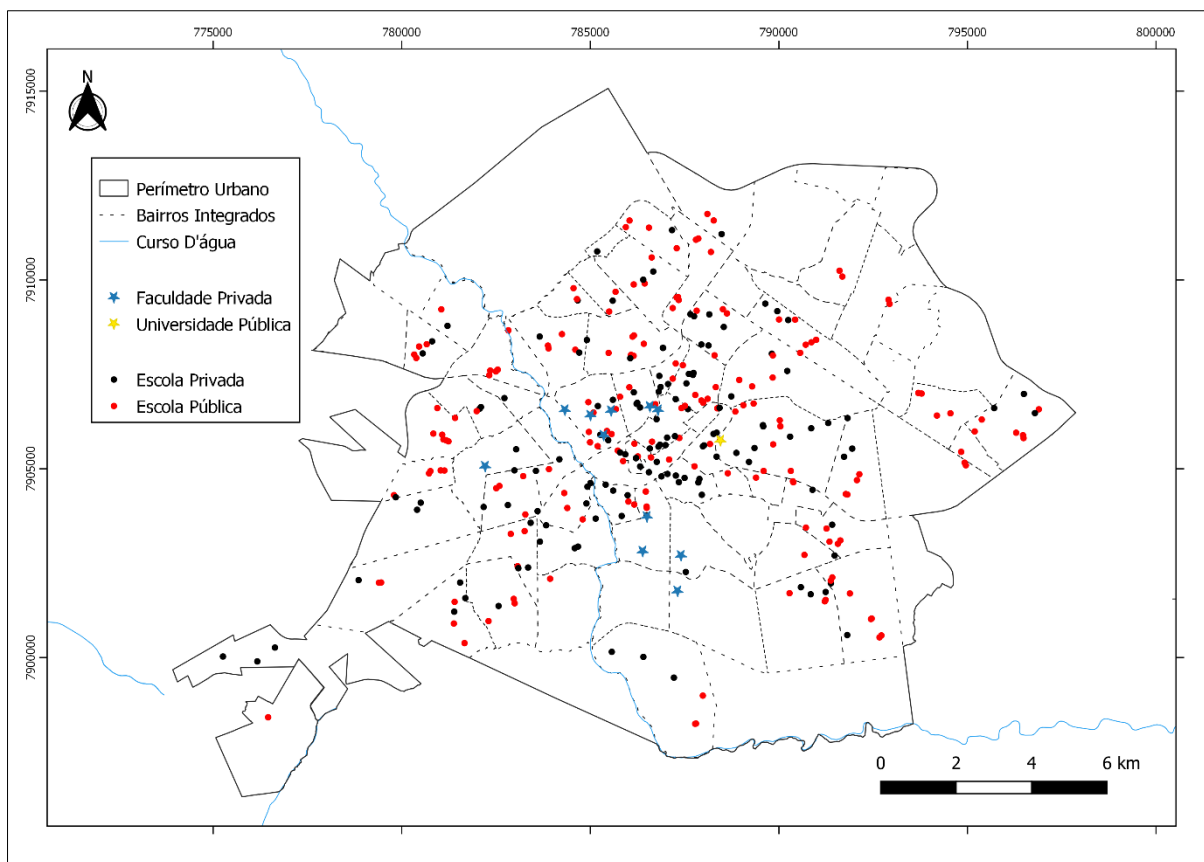 775000 780000 785000 790000 795000 800000
7915000
7910000
7905000
7900000
N
Perímetro Urbano
Bairros Integrados
Curso D'água
Faculdade Privada
Universidade Pública
Escola Privada
Escola Pública
0 2 4 6 km